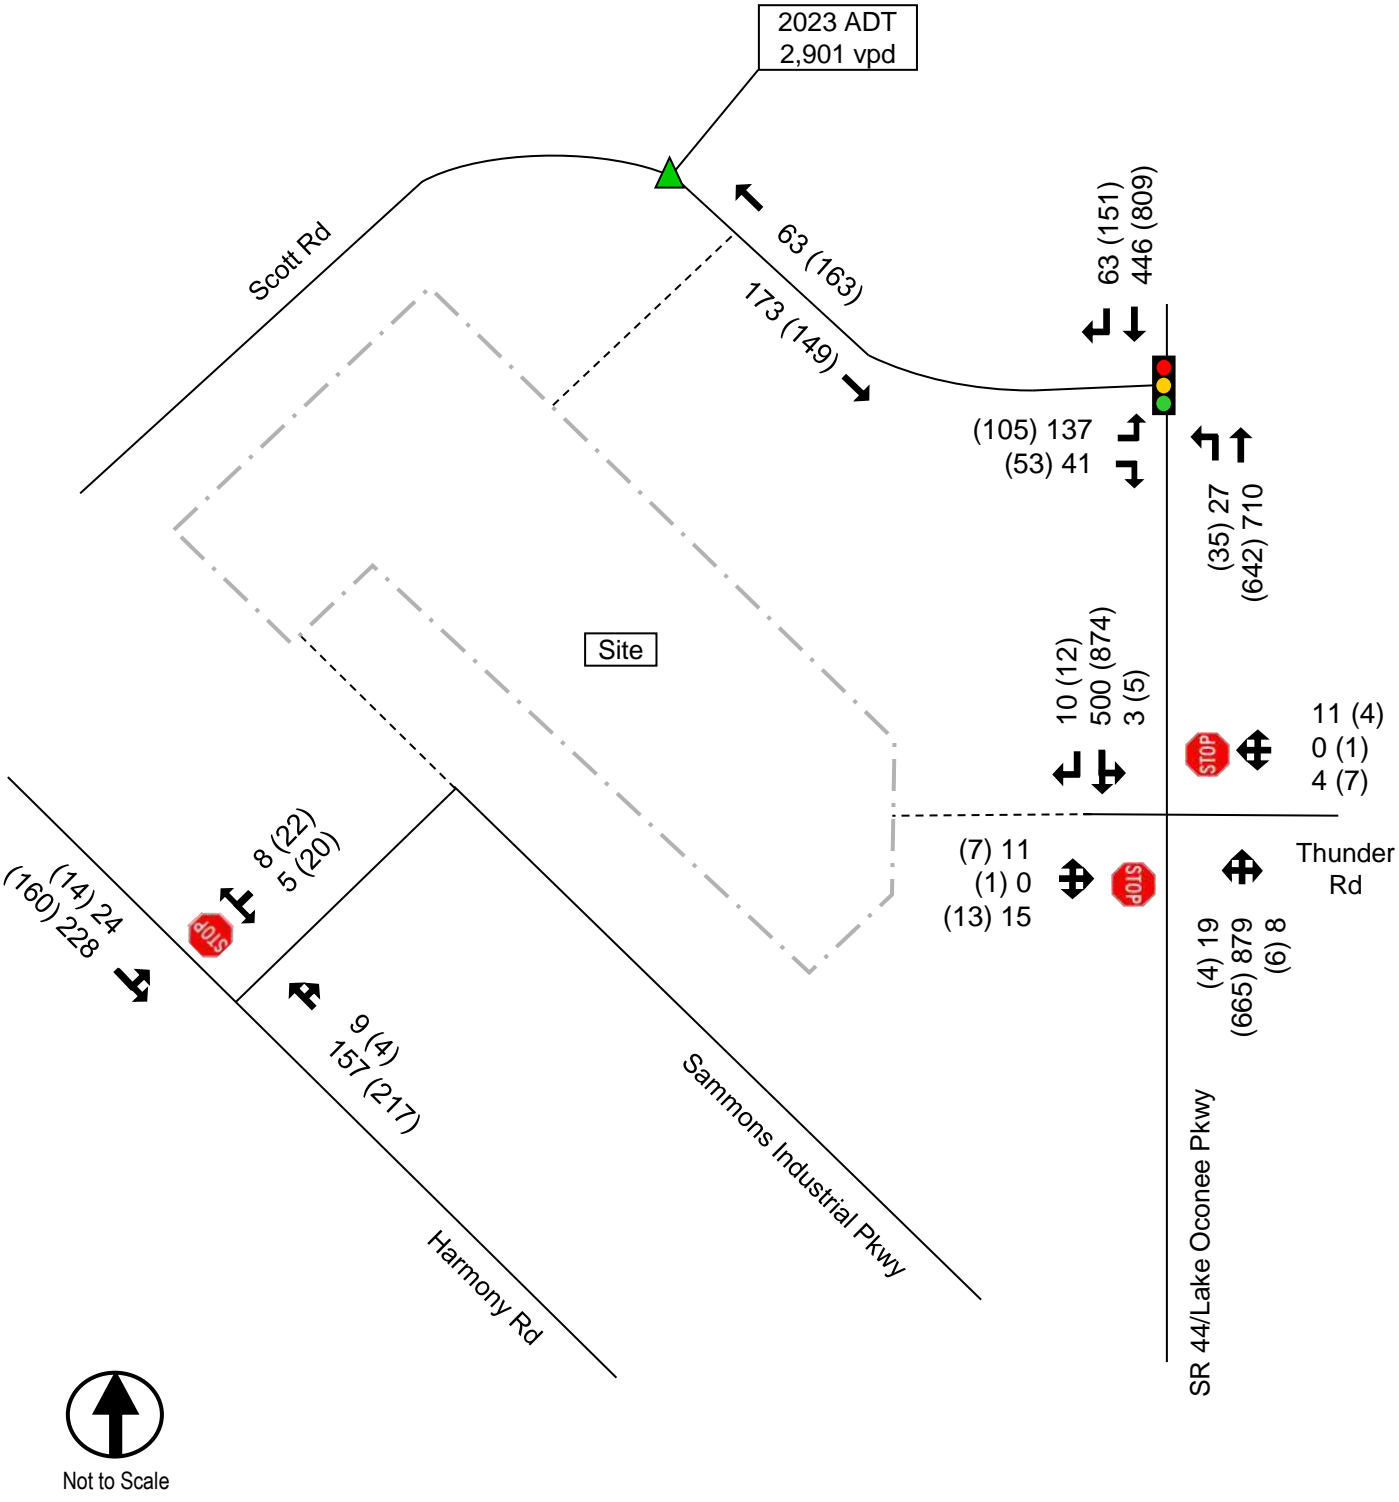 2023 ADT
2,901 vpd
Scott Rd
63 (163)
173 (149)
63 (151)
446 (809)
(105) 137
(53) 41
(35) 27
(642) 710
Site
10 (12)
500 (874)
3 (5)
STOP
11 (4)
0 (1)
4 (7)
Thunder
Rd
(7) 11
(1) 0
(13) 15
STOP
(4) 19
(665) 879
(6) 8
8 (22)
5 (20)
STOP
(14) 24
(160) 228
9 (4)
157 (217)
Sammons Industrial Pkwy
Harmony Rd
SR 44/Lake Oconee Pkwy
Not to Scale